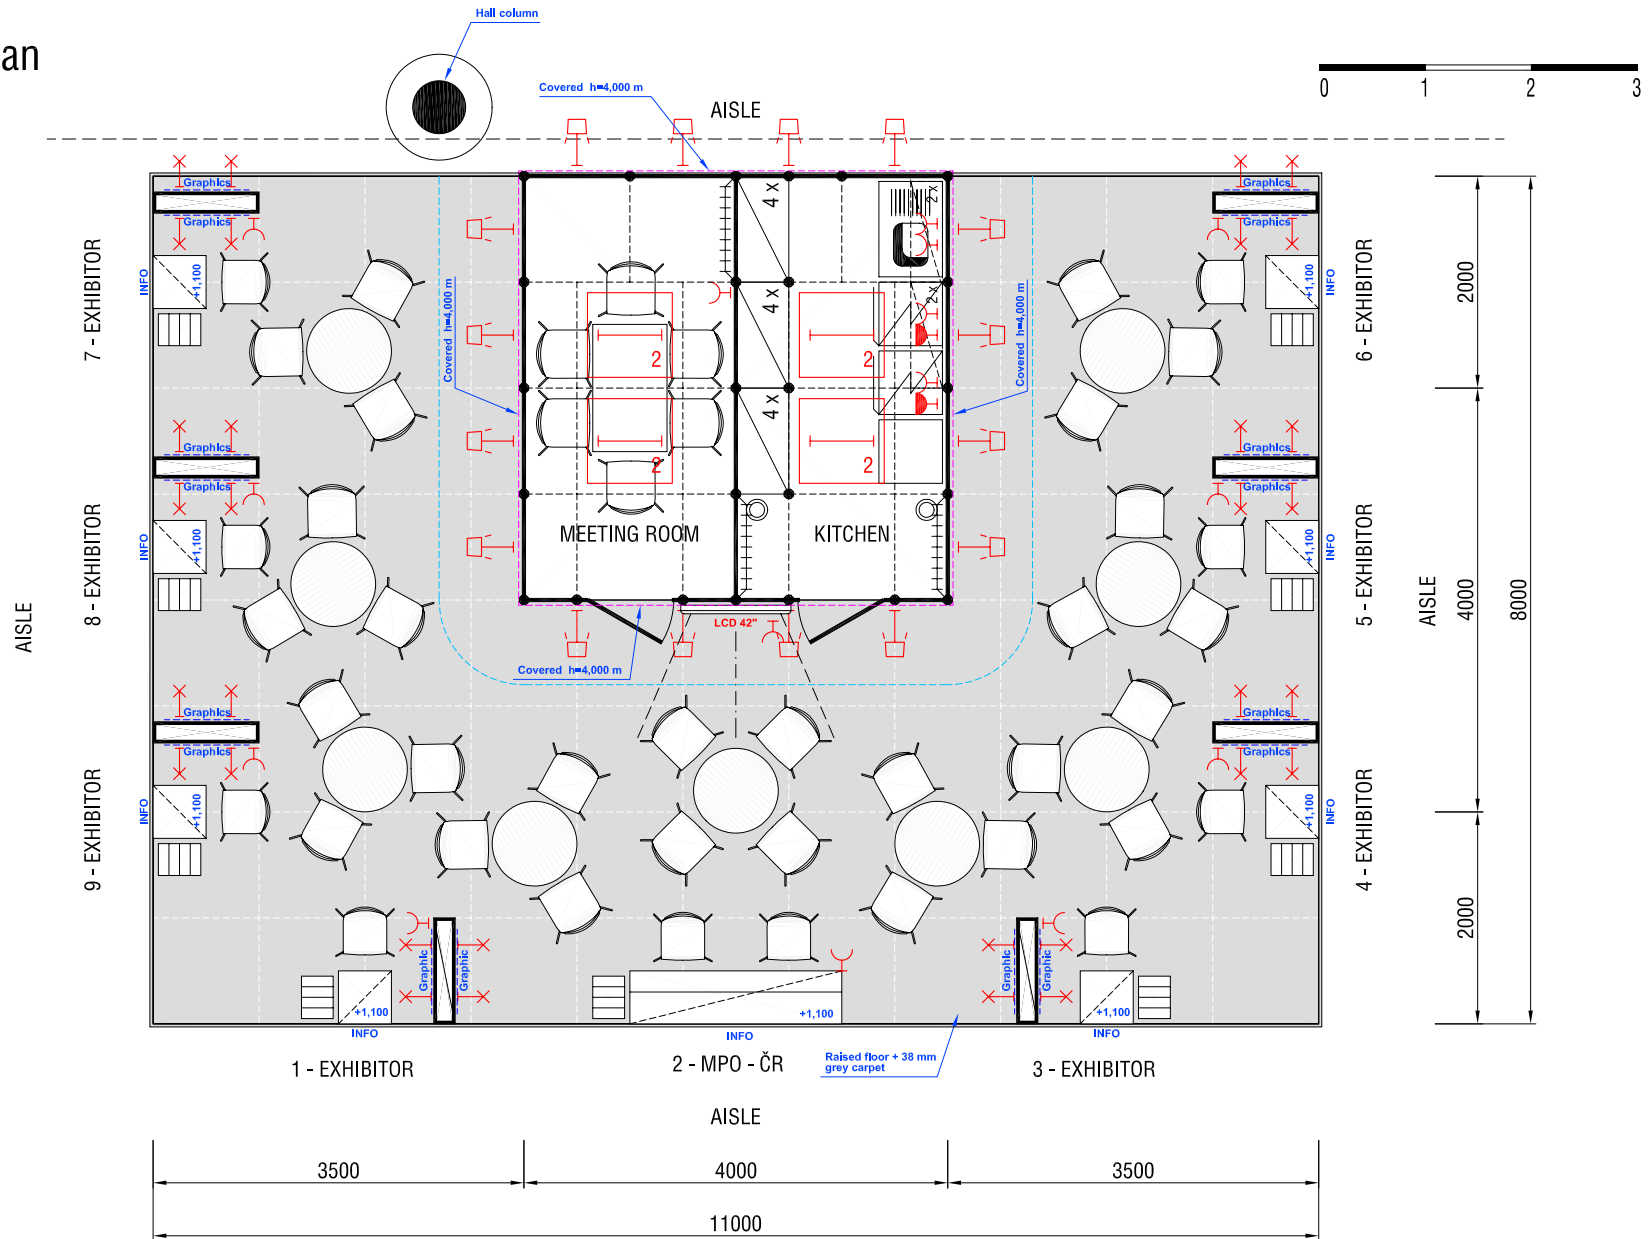 an
Hall column
Covered h=4,000 m
AISLE
0 1 2 3
Graphics
Graphics
Graphics
Graphics
7 - EXHIBITOR
INFO
+1,100
Covered h=4,000 m
4 x
4 x
4 x
2 x
2 x
2
2
2
2
MEETING ROOM
KITCHEN
Covered h=4,000 m
+1,100
INFO
6 - EXHIBITOR
2000
Graphics
Graphics
Graphics
Graphics
8 - EXHIBITOR
INFO
+1,100
AISLE
LCD 42"
Covered h=4,000 m
+1,100
INFO
5 - EXHIBITOR
AISLE
4000
8000
Graphics
Graphics
Graphics
Graphics
9 - EXHIBITOR
INFO
+1,100
+1,100
INFO
4 - EXHIBITOR
2000
Graphic
Graphic
Graphic
Graphic
+1,100
+1,100
+1,100
INFO
INFO
INFO
1 - EXHIBITOR
2 - MPO - ČR
Raised floor + 38 mm
grey carpet
3 - EXHIBITOR
AISLE
3500
4000
3500
11000